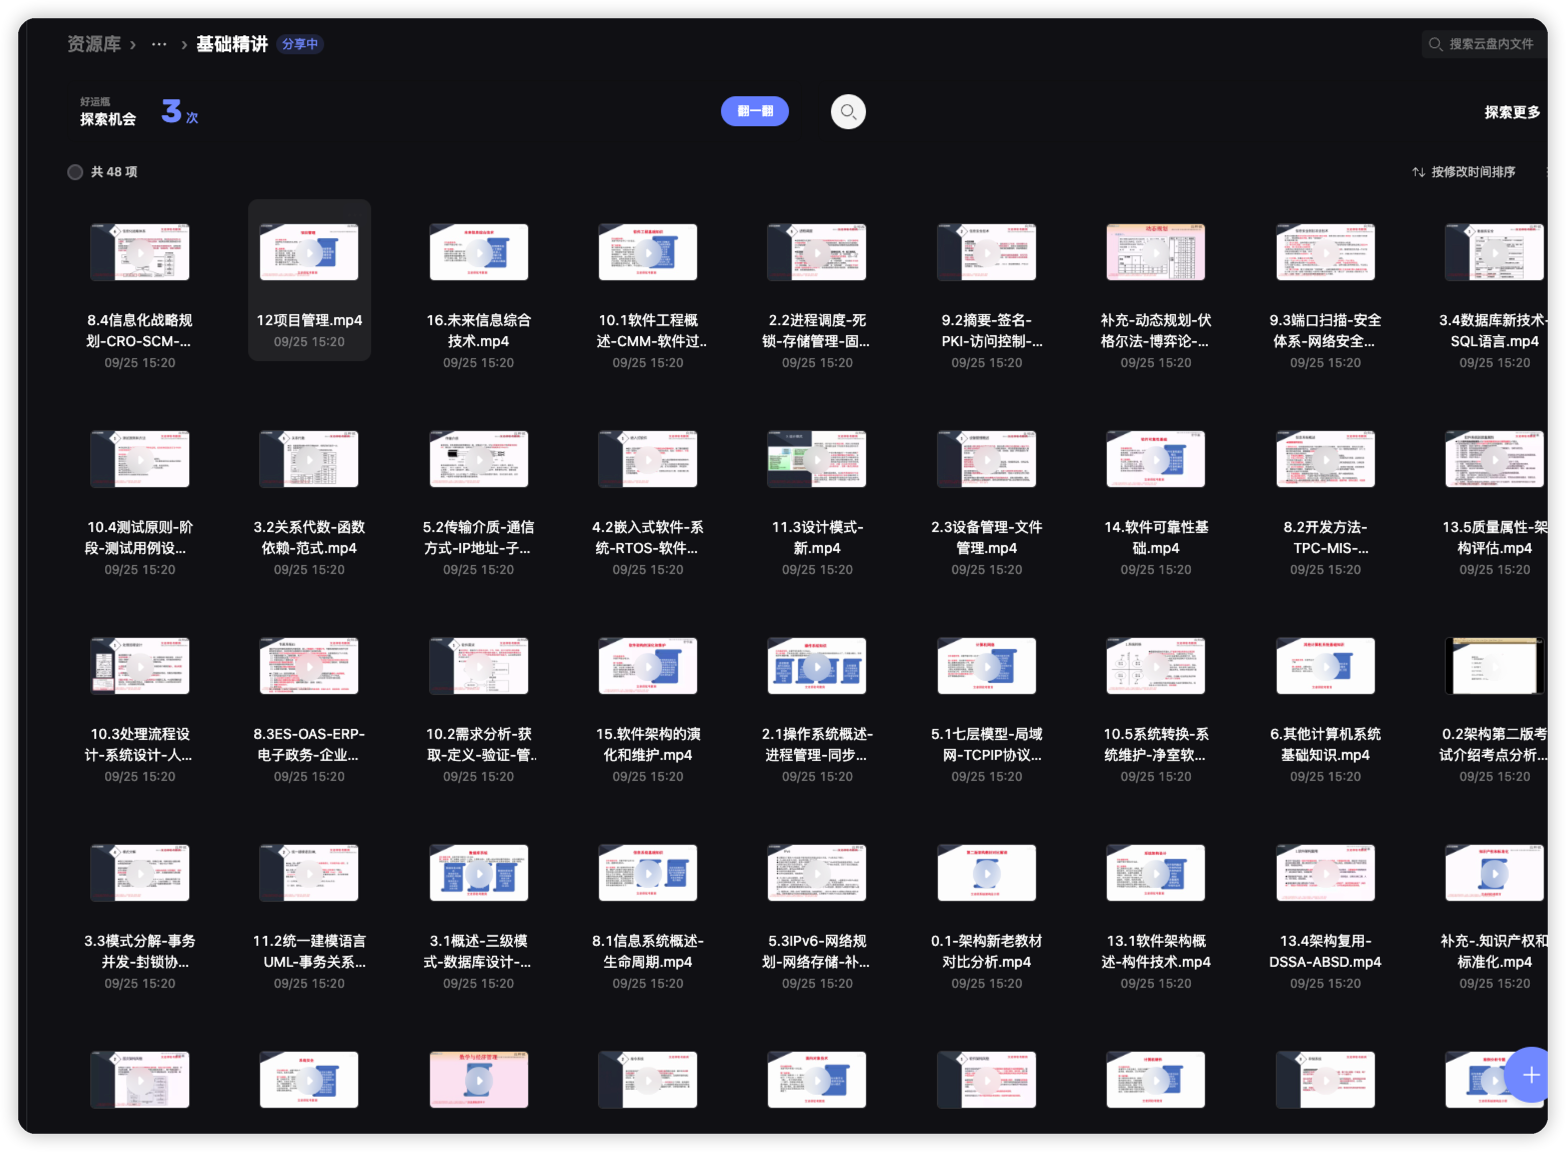 资源库 › ··· › 基础精讲 分享中
搜索云盘内文件
好运瓶
探索机会 3 次
翻一翻
探索更多
共 48 项
按修改时间排序
8.4信息化战略规
划-CRO-SCM-...
09/25 15:20
12项目管理.mp4
09/25 15:20
16.未来信息综合
技术.mp4
09/25 15:20
10.1软件工程概
述-CMM-软件过..
09/25 15:20
2.2进程调度-死
锁-存储管理-固...
09/25 15:20
9.2摘要-签名-
PKI-访问控制-...
09/25 15:20
补充-动态规划-伏
格尔法-博弈论-...
09/25 15:20
9.3端口扫描-安全
体系-网络安全...
09/25 15:20
3.4数据库新技术-
SQL语言.mp4
09/25 15:20
10.4测试原则-阶
段-测试用例设...
09/25 15:20
3.2关系代数-函数
依赖-范式.mp4
09/25 15:20
5.2传输介质-通信
方式-IP地址-子...
09/25 15:20
4.2嵌入式软件-系
统-RTOS-软件...
09/25 15:20
11.3设计模式-
新.mp4
09/25 15:20
2.3设备管理-文件
管理.mp4
09/25 15:20
14.软件可靠性基
础.mp4
09/25 15:20
8.2开发方法-
TPC-MIS-...
09/25 15:20
13.5质量属性-架
构评估.mp4
09/25 15:20
10.3处理流程设
计-系统设计-人...
09/25 15:20
8.3ES-OAS-ERP-
电子政务-企业...
09/25 15:20
10.2需求分析-获
取-定义-验证-管..
09/25 15:20
15.软件架构的演
化和维护.mp4
09/25 15:20
2.1操作系统概述-
进程管理-同步...
09/25 15:20
5.1七层模型-局域
网-TCPIP协议...
09/25 15:20
10.5系统转换-系
统维护-净室软...
09/25 15:20
6.其他计算机系统
基础知识.mp4
09/25 15:20
0.2架构第二版考
试介绍考点分析...
09/25 15:20
3.3模式分解-事务
并发-封锁协...
09/25 15:20
11.2统一建模语言
UML-事务关系...
09/25 15:20
3.1概述-三级模
式-数据库设计-...
09/25 15:20
8.1信息系统概述-
生命周期.mp4
09/25 15:20
5.3IPv6-网络规
划-网络存储-补...
09/25 15:20
0.1-架构新老教材
对比分析.mp4
09/25 15:20
13.1软件架构概
述-构件技术.mp4
09/25 15:20
13.4架构复用-
DSSA-ABSD.mp4
09/25 15:20
补充-.知识产权和
标准化.mp4
09/25 15:20